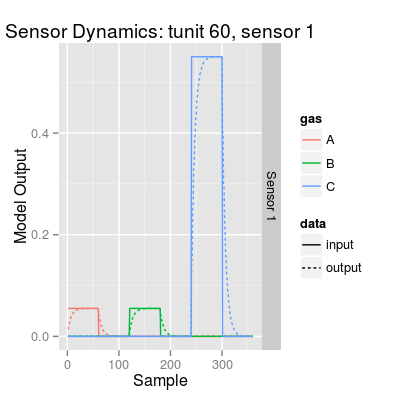 Sensor Dynamics: tunit 60, sensor 1
Model Output
0.4
0.2
0.0
0
100
200
300
Sample
Sensor 1
gas
A
B
C
data
input
output